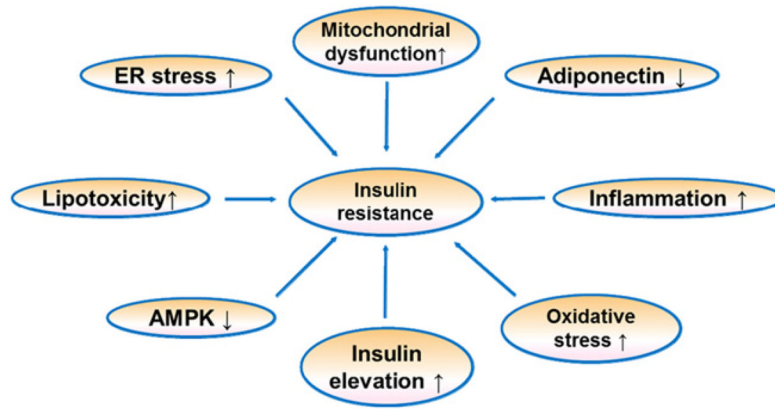 Mitochondrial
dysfunction↑
ER stress ↑
Adiponectin ↓
Lipotoxicity↑
Insulin
resistance
Inflammation ↑
AMPK ↓
Insulin
elevation ↑
Oxidative
stress ↑